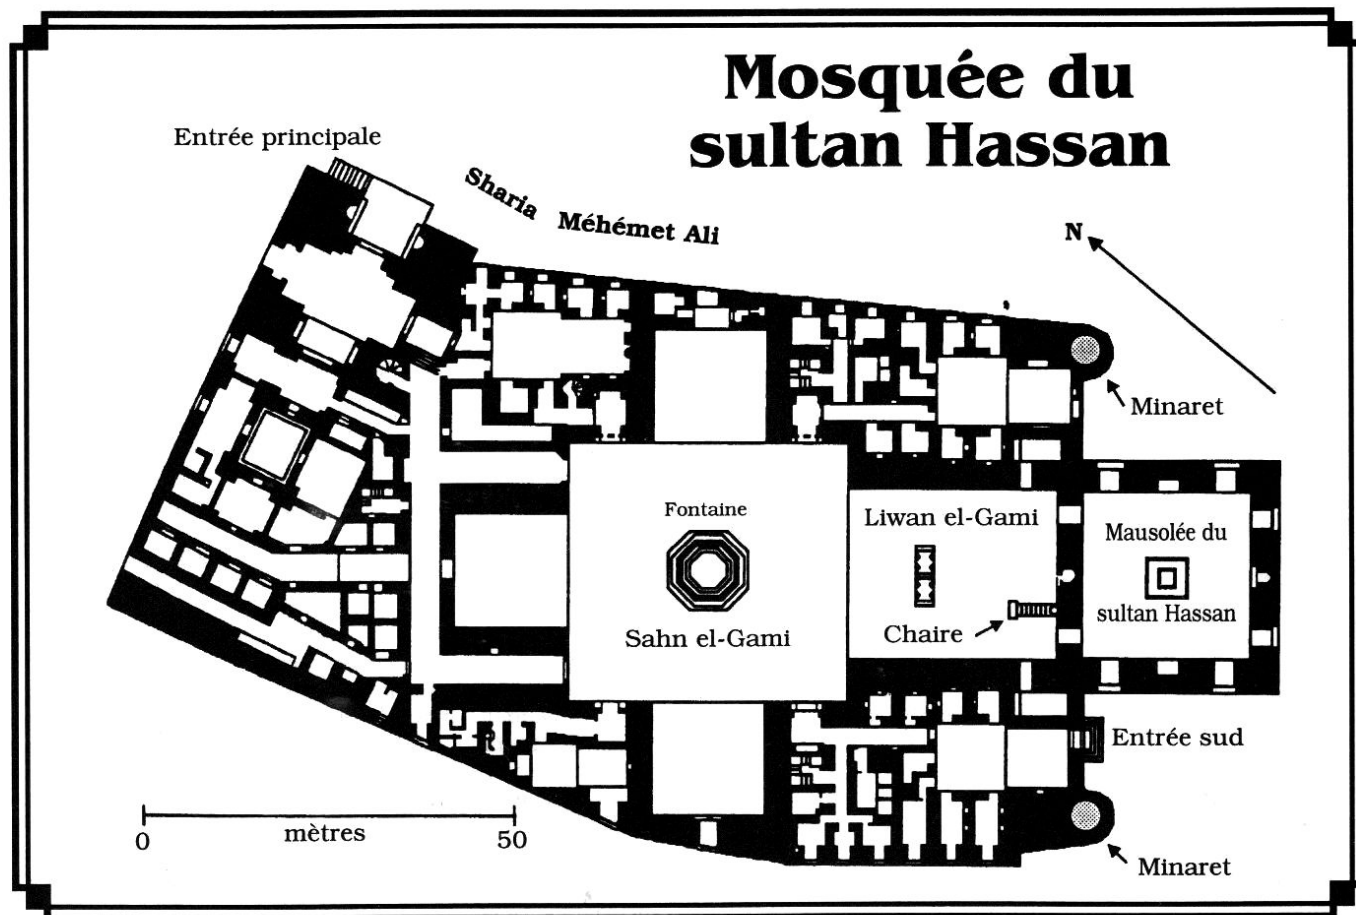 Mosquée du
sultan Hassan
Entrée principale
Sharia Méhémet Ali
N
Minaret
Fontaine
Liwan el-Gami
Mausolée du
sultan Hassan
Sahn el-Gami
Chaire
Entrée sud
0 mètres 50
Minaret